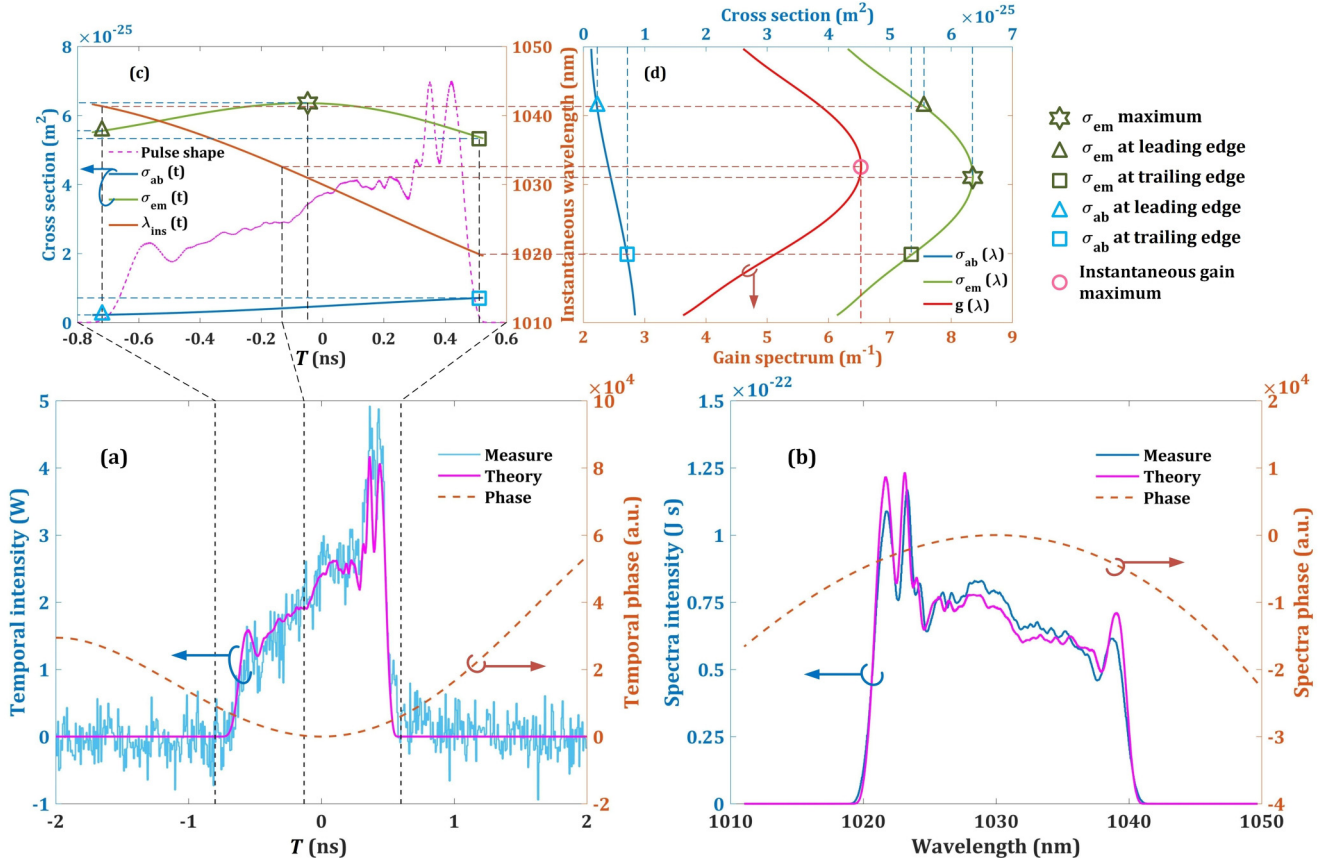 ×10⁻²⁵
8
6
4
2
0
Cross section (m²)
(c)
Pulse shape
σab (t)
σem (t)
λins (t)
-0.8
-0.6
-0.4
-0.2
0
0.2
0.4
0.6
T (ns)
1050
1040
1030
1020
1010
Instantaneous wavelength (nm)
Cross section (m²)
×10⁻²⁵
0
1
2
3
4
5
6
7
(d)
σab (λ)
σem (λ)
g (λ)
2
3
4
5
6
7
8
9
Gain spectrum (m⁻¹)
σem maximum
σem at leading edge
σem at trailing edge
σab at leading edge
σab at trailing edge
Instantaneous gain
maximum
5
4
3
2
1
0
-1
Temporal intensity (W)
(a)
Measure
Theory
Phase
-2
-1
0
1
2
T (ns)
×10⁴
10
8
6
4
2
0
-2
Temporal phase (a.u.)
×10⁻²²
1.5
1.25
1
0.75
0.5
0.25
0
Spectra intensity (J s)
(b)
Measure
Theory
Phase
1010
1020
1030
1040
1050
Wavelength (nm)
×10⁴
2
1
0
-1
-2
-3
-4
Spectra phase (a.u.)